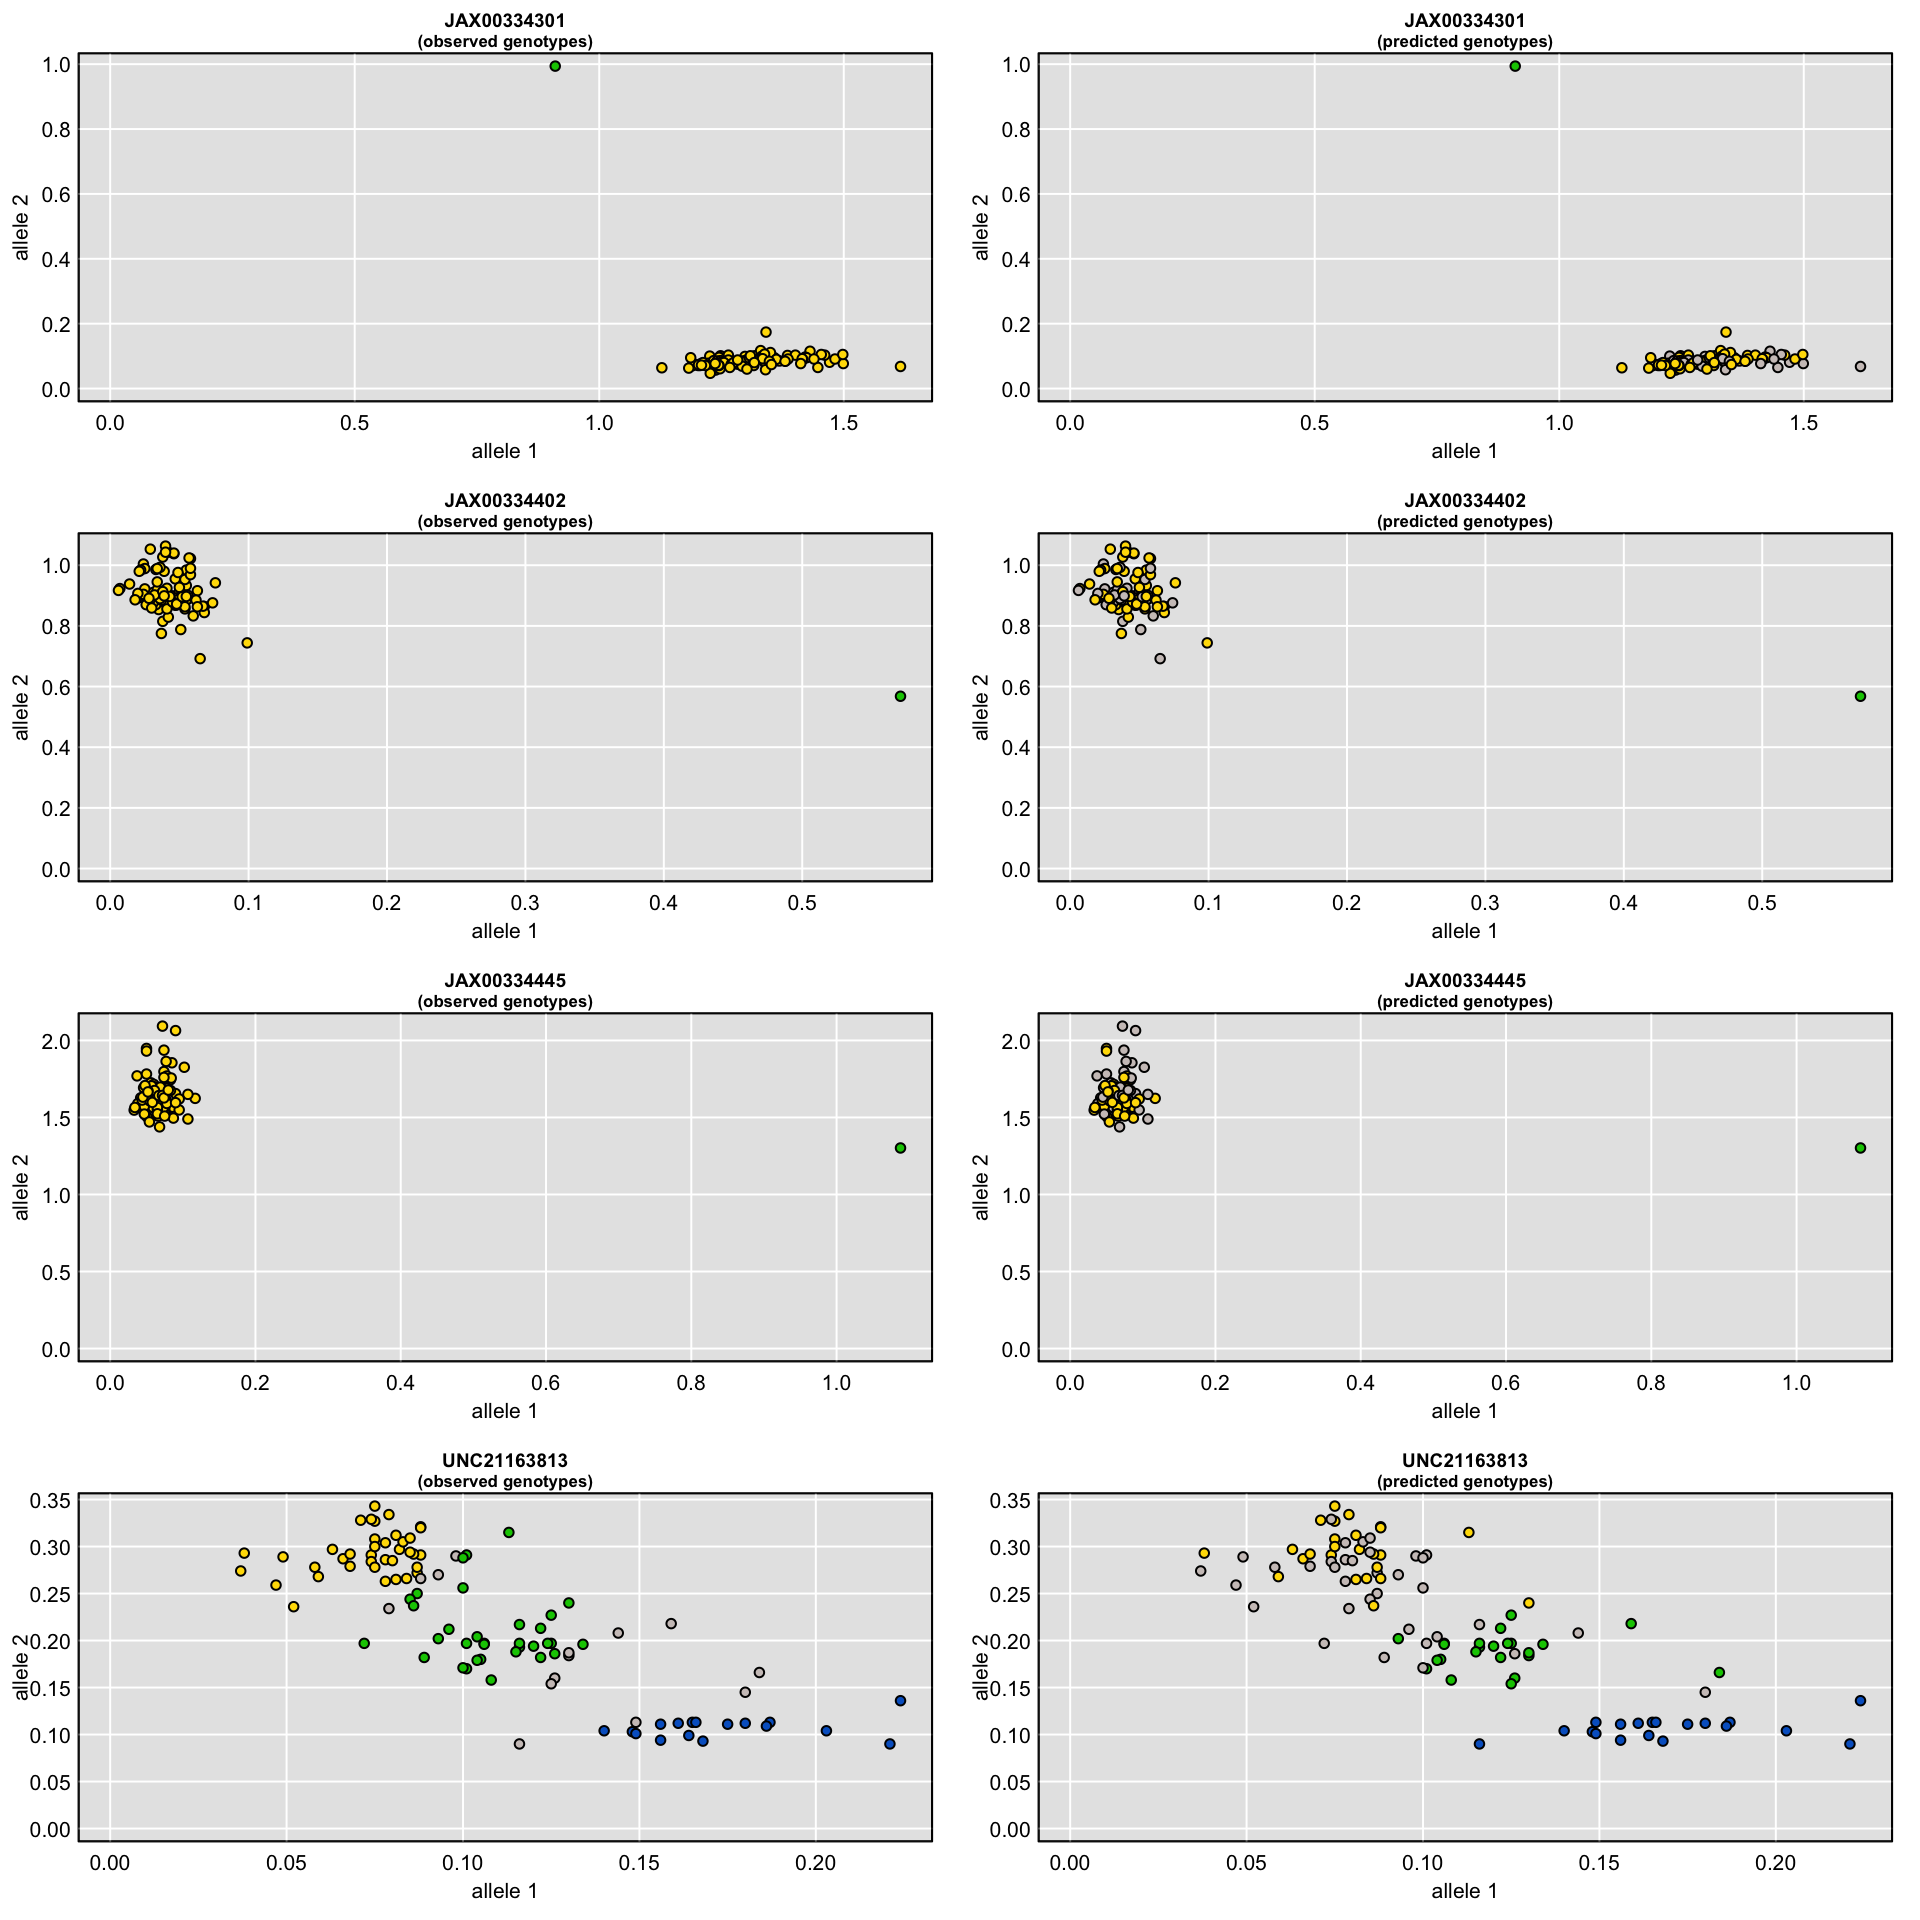 JAX00334301
(observed genotypes)
1.0
0.8
0.6
0.4
0.2
0.0
allele 2
0.0 0.5 1.0 1.5
allele 1
JAX00334301
(predicted genotypes)
1.0
0.8
0.6
0.4
0.2
0.0
allele 2
0.0 0.5 1.0 1.5
allele 1
JAX00334402
(observed genotypes)
1.0
0.8
0.6
0.4
0.2
0.0
allele 2
0.0 0.1 0.2 0.3 0.4 0.5
allele 1
JAX00334402
(predicted genotypes)
1.0
0.8
0.6
0.4
0.2
0.0
allele 2
0.0 0.1 0.2 0.3 0.4 0.5
allele 1
JAX00334445
(observed genotypes)
2.0
1.5
1.0
0.5
0.0
allele 2
0.0 0.2 0.4 0.6 0.8 1.0
allele 1
JAX00334445
(predicted genotypes)
2.0
1.5
1.0
0.5
0.0
allele 2
0.0 0.2 0.4 0.6 0.8 1.0
allele 1
UNC21163813
(observed genotypes)
0.35
0.30
0.25
0.20
0.15
0.10
0.05
0.00
allele 2
0.00 0.05 0.10 0.15 0.20
allele 1
UNC21163813
(predicted genotypes)
0.35
0.30
0.25
0.20
0.15
0.10
0.05
0.00
allele 2
0.00 0.05 0.10 0.15 0.20
allele 1